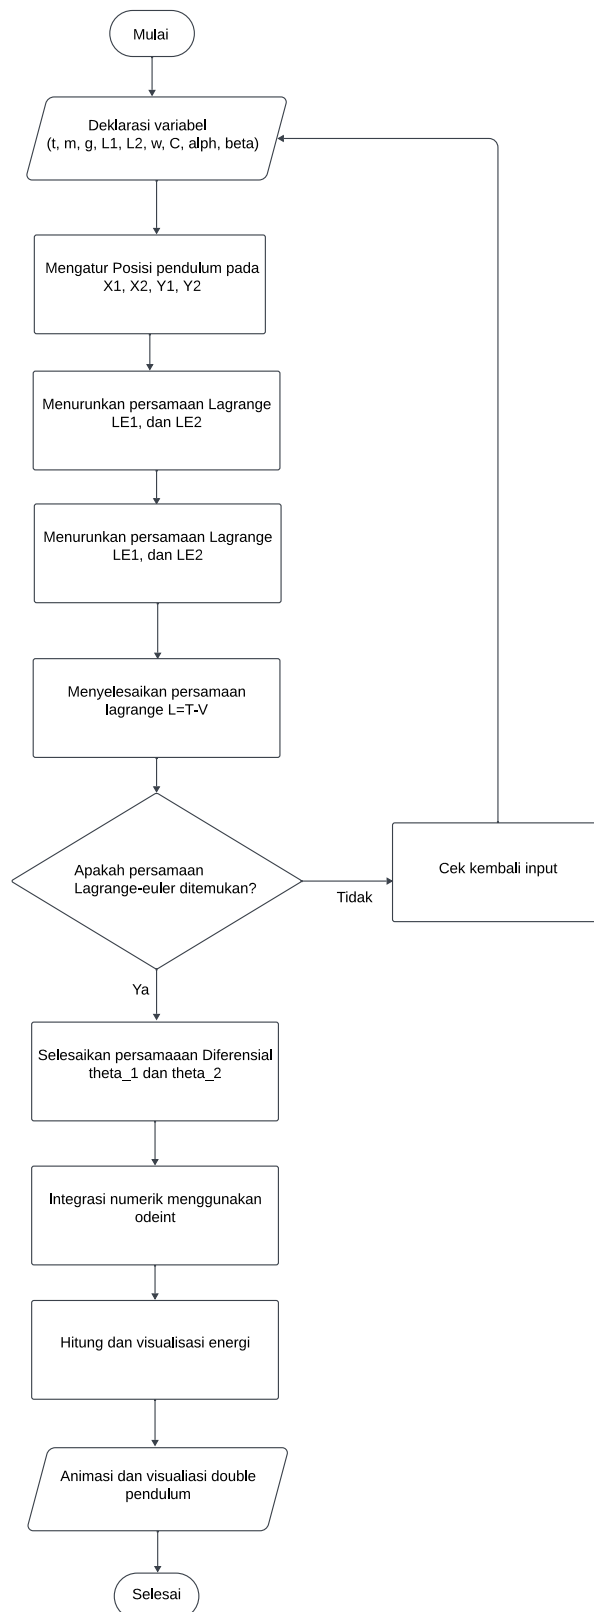 Mulai
Deklarasi variabel
(t, m, g, L1, L2, w, C, alph, beta)
Mengatur Posisi pendulum pada
X1, X2, Y1, Y2
Menurunkan persamaan Lagrange
LE1, dan LE2
Menurunkan persamaan Lagrange
LE1, dan LE2
Menyelesaikan persamaan
lagrange L=T-V
Apakah persamaan
Lagrange-euler ditemukan?
Tidak
Cek kembali input
Ya
Selesaikan persamaaan Diferensial
theta_1 dan theta_2
Integrasi numerik menggunakan
odeint
Hitung dan visualisasi energi
Animasi dan visualiasi double
pendulum
Selesai